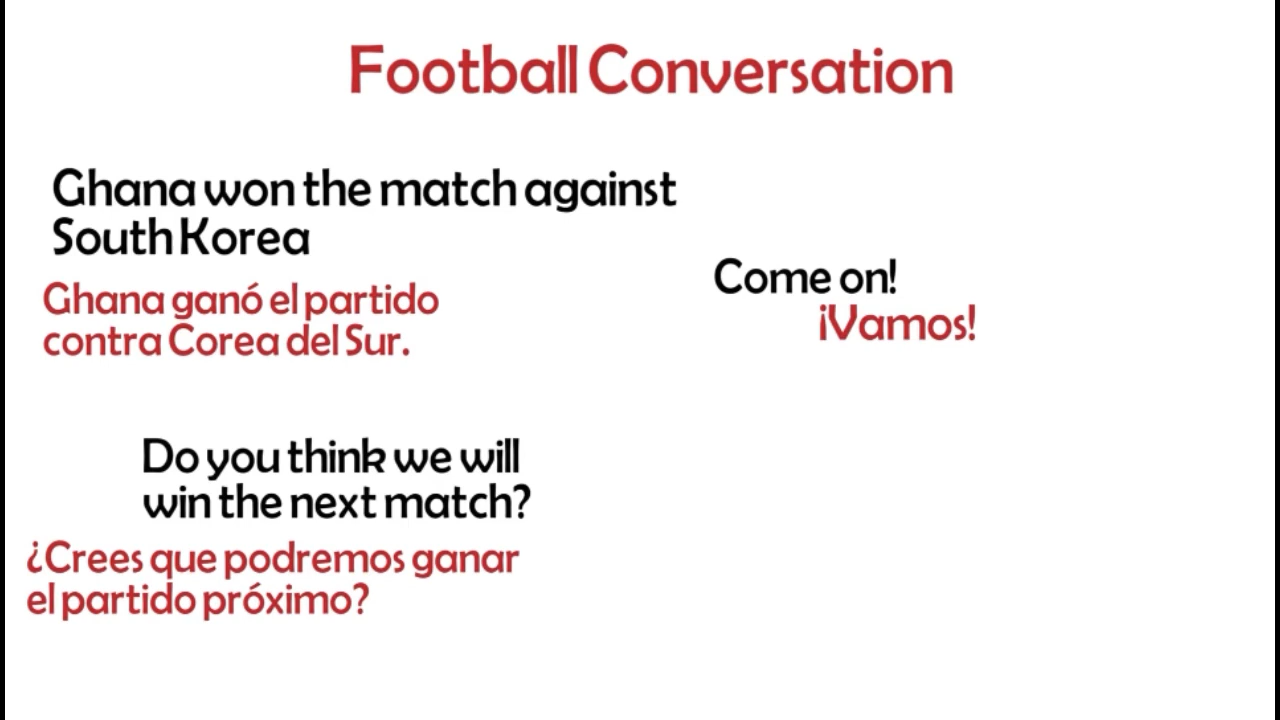 Football Conversation
Ghana won the match against
South Korea
Ghana ganó el partido
contra Corea del Sur.
Come on!
¡Vamos!
Do you think we will
win the next match?
¿Crees que podremos ganar
el partido próximo?